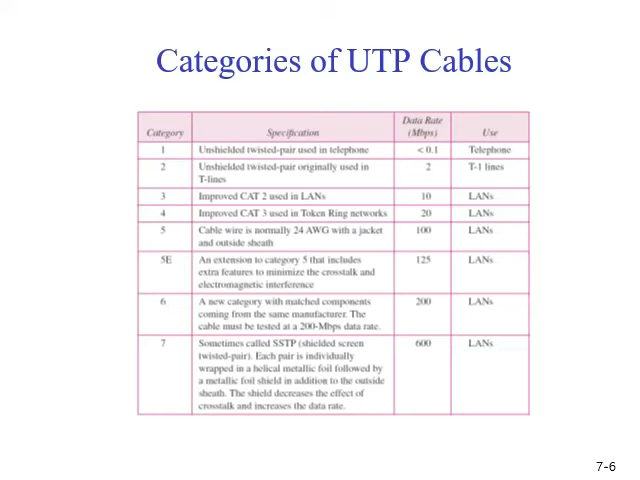 Categories of UTP Cables
Category Specification Data Rate (Mbps) Use
1 Unshielded twisted-pair used in telephone < 0.1 Telephone
2 Unshielded twisted-pair originally used in 2 T-1 lines
T-lines
3 Improved CAT 2 used in LANs 10 LANs
4 Improved CAT 3 used in Token Ring networks 20 LANs
5 Cable wire is normally 24 AWG with a jacket 100 LANs
and outside sheath
5E An extension to category 5 that includes 125 LANs
extra features to minimize the crosstalk and
electromagnetic interference
6 A new category with matched components 200 LANs
coming from the same manufacturer. The
cable must be tested at a 200-Mbps data rate.
7 Sometimes called SSTP (shielded screen 600 LANs
twisted-pair). Each pair is individually
wrapped in a helical metallic foil followed by
a metallic foil shield in addition to the outside
sheath. The shield decreases the effect of
crosstalk and increases the data rate.
7-6